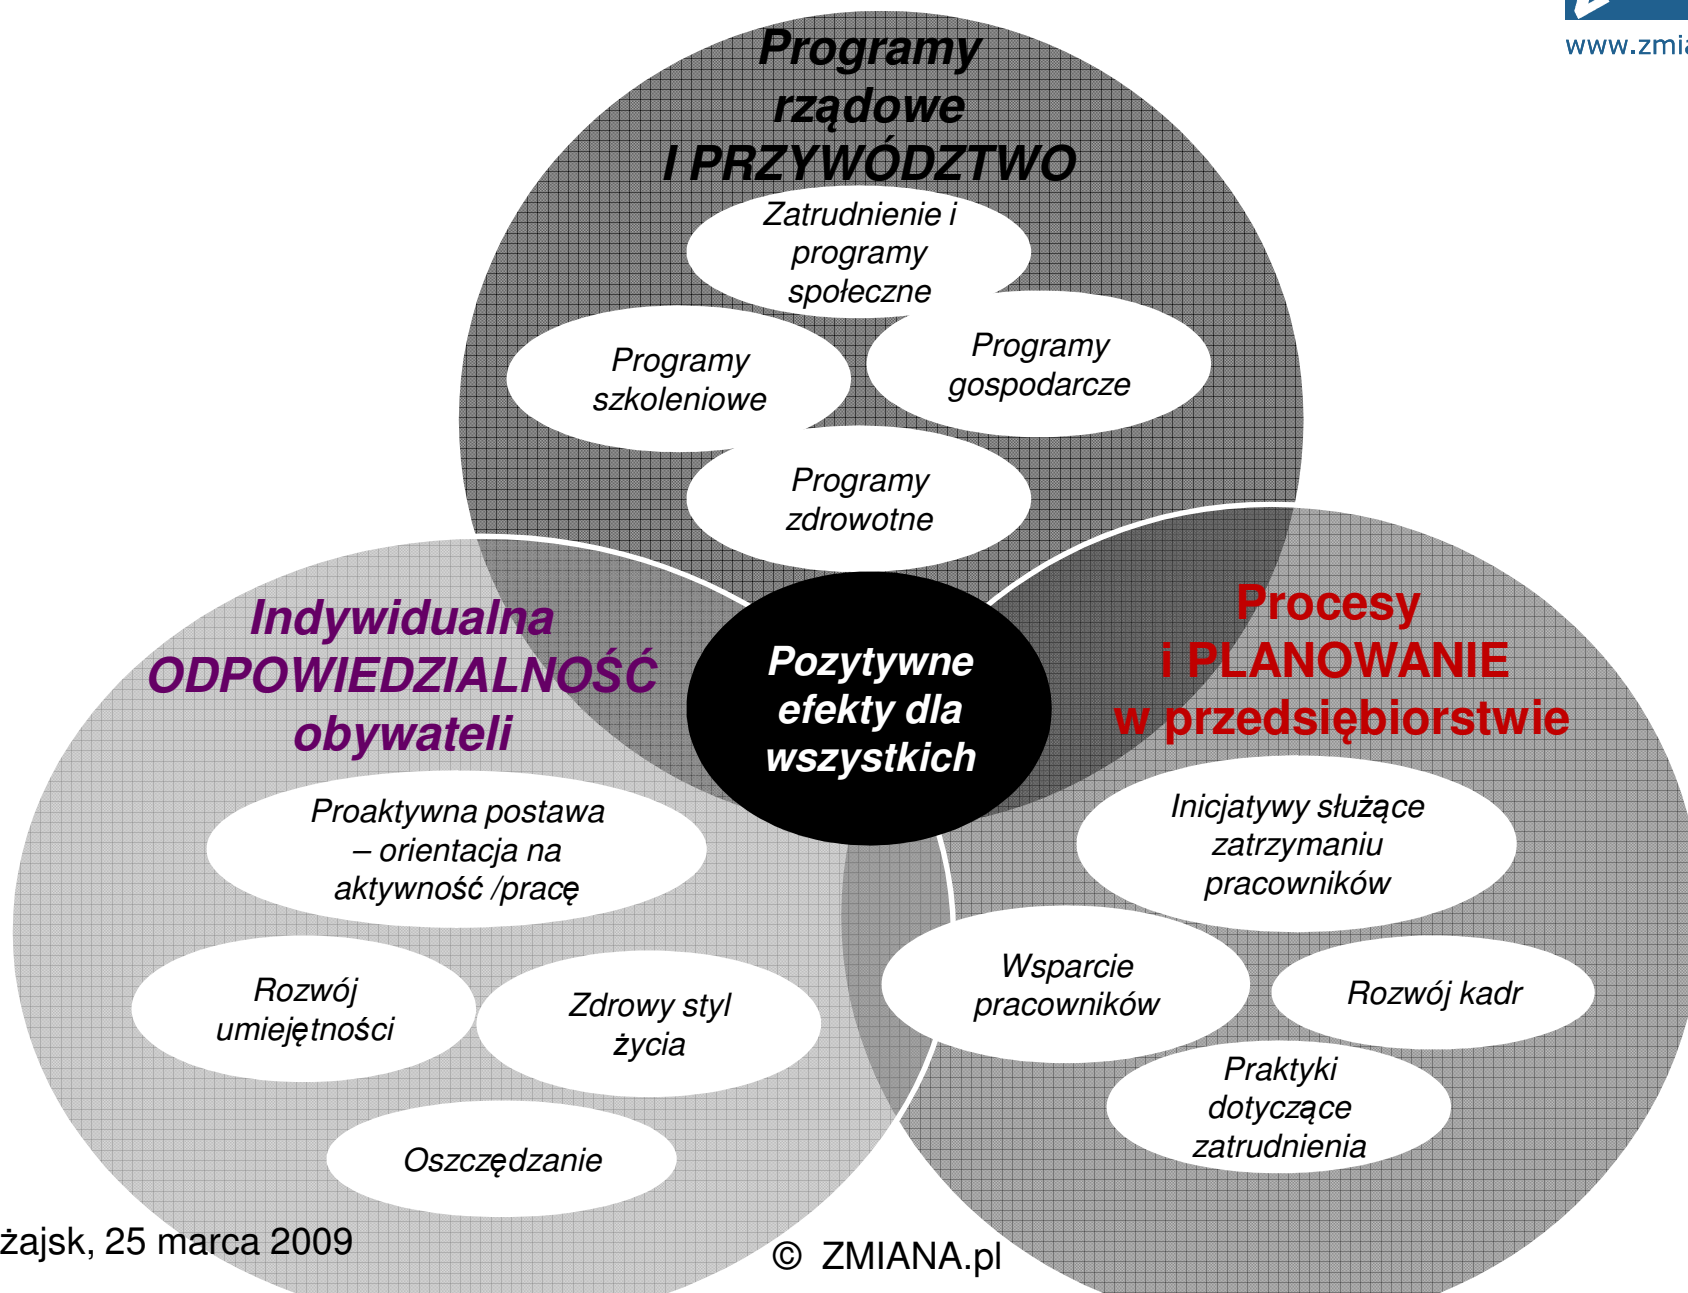 www.zmia
Programy
rządowe
I PRZYWÓDZTWO
Zatrudnienie i
programy
społeczne
Programy
szkoleniowe
Programy
gospodarcze
Programy
zdrowotne
Indywidualna
ODPOWIEDZIALNOŚĆ
obywateli
Pozytywne
efekty dla
wszystkich
Procesy
i PLANOWANIE
w przedsiębiorstwie
Proaktywna postawa
– orientacja na
aktywność /pracę
Rozwój
umiejętności
Zdrowy styl
życia
Oszczędzanie
Inicjatywy służące
zatrzymaniu
pracowników
Wsparcie
pracowników
Rozwój kadr
Praktyki
dotyczące
zatrudnienia
żajsk, 25 marca 2009
© ZMIANA.pl